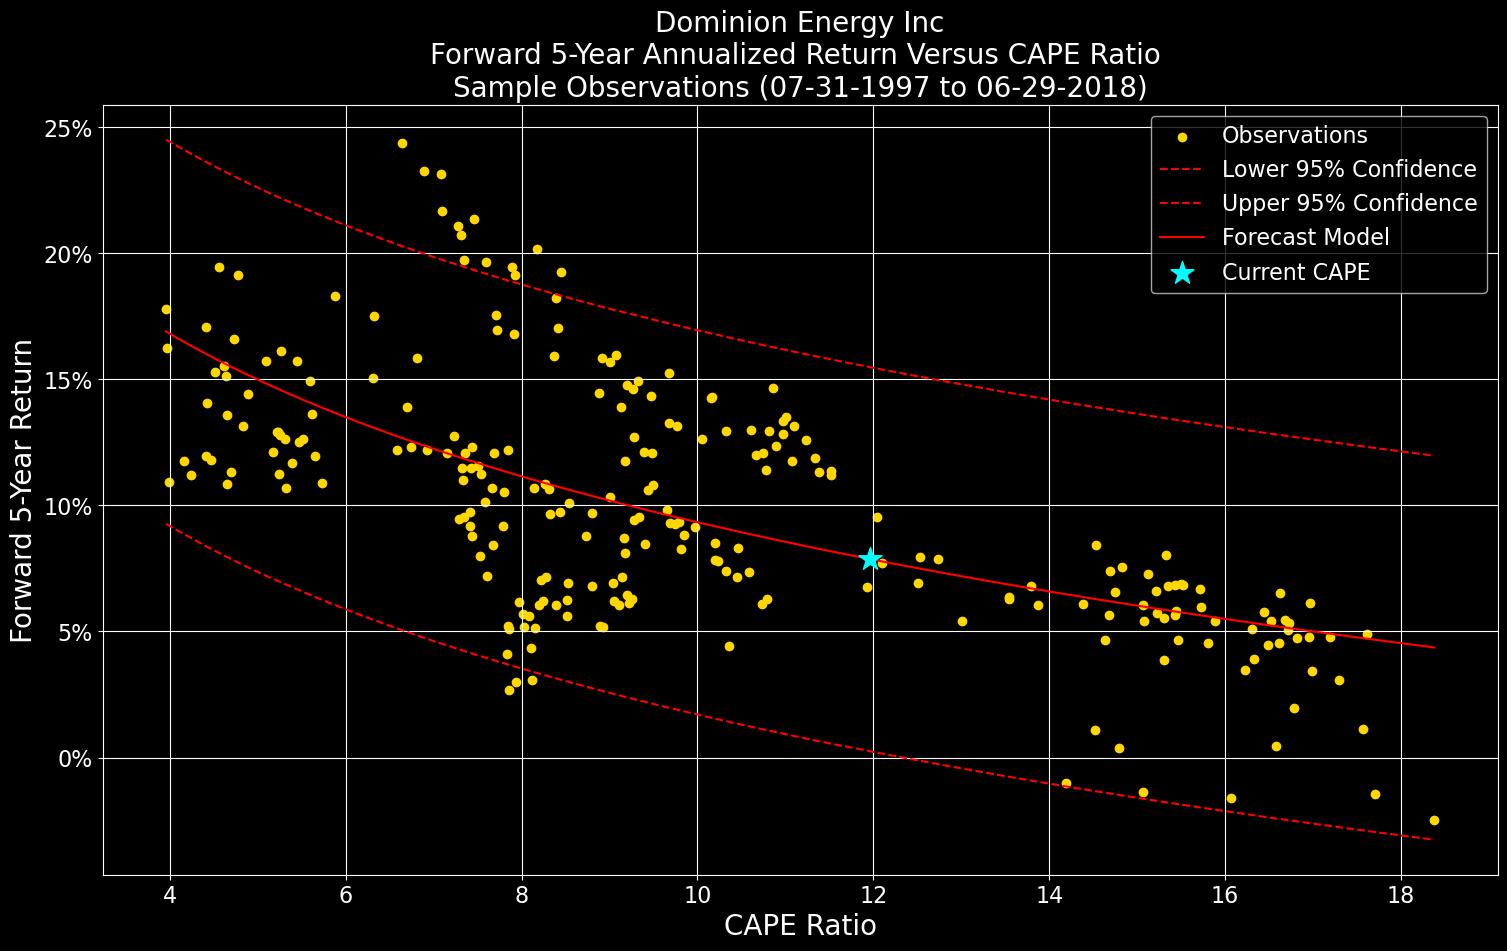 Dominion Energy Inc
Forward 5-Year Annualized Return Versus CAPE Ratio
Sample Observations (07-31-1997 to 06-29-2018)
Observations
Lower 95% Confidence
Upper 95% Confidence
Forecast Model
Current CAPE
Forward 5-Year Return
25%
20%
15%
10%
5%
0%
4 6 8 10 12 14 16 18
CAPE Ratio